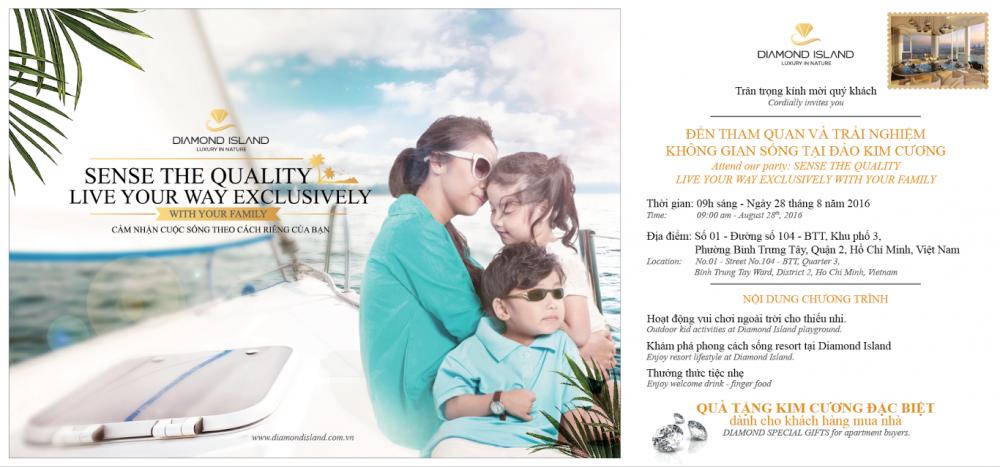 DIAMOND ISLAND
LUXURY IN NATURE
SENSE THE QUALITY
LIVE YOUR WAY EXCLUSIVELY
WITH YOUR FAMILY
CẢM NHẬN CUỘC SỐNG THEO CÁCH RIÊNG CỦA BẠN
www.diamondisland.com.vn
DIAMOND ISLAND
LUXURY IN NATURE
Trân trọng kính mời quý khách
Cordially invites you
ĐẾN THAM QUAN VÀ TRẢI NGHIỆM
KHÔNG GIAN SỐNG TẠI ĐẢO KIM CƯƠNG
Attend our party: SENSE THE QUALITY
LIVE YOUR WAY EXCLUSIVELY WITH YOUR FAMILY
Thời gian: 09h sáng - Ngày 28 tháng 8 năm 2016
Time: 09:00 am - August 28th, 2016
Địa điểm: Số 01 - Đường số 104 - BTT, Khu phố 3,
Phường Bình Trưng Tây, Quận 2, Hồ Chí Minh, Việt Nam
Location: No.01 - Street No.104 - BTT, Quarter 3,
Binh Trung Tay Ward, District 2, Ho Chi Minh, Vietnam
NỘI DUNG CHƯƠNG TRÌNH
Hoạt động vui chơi ngoài trời cho thiếu nhi.
Outdoor kid activities at Diamond Island playground.
Khám phá phong cách sống resort tại Diamond Island
Enjoy resort lifestyle at Diamond Island.
Thưởng thức tiệc nhẹ
Enjoy welcome drink - finger food
QUÀ TẶNG KIM CƯƠNG ĐẶC BIỆT
dành cho khách hàng mua nhà
DIAMOND SPECIAL GIFTS for apartment buyers.